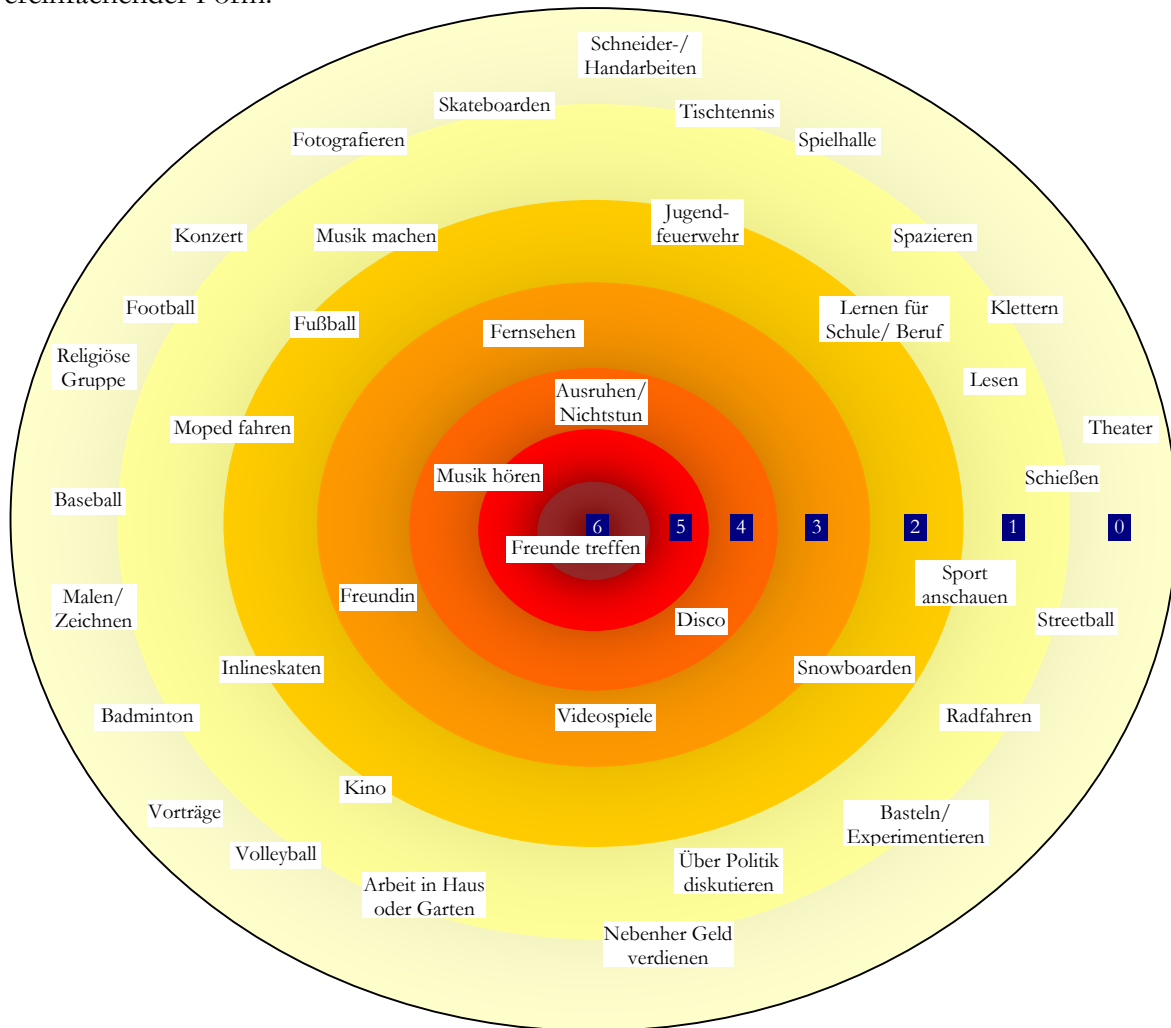 ereinfachender Form.
Schneider-/
Handarbeiten
Skateboarden
Tischtennis
Fotografieren
Spielhalle
Jugend-
feuerwehr
Konzert
Musik machen
Spazieren
Football
Fußball
Fernsehen
Lernen für
Schule/ Beruf
Klettern
Religiöse
Gruppe
Ausruhen/
Nichtstun
Lesen
Moped fahren
Theater
Musik hören
Schießen
Baseball
6
5
4
3
2
1
0
Freunde treffen
Malen/
Zeichnen
Freundin
Disco
Sport
anschauen
Streetball
Inlineskaten
Snowboarden
Badminton
Videospiele
Radfahren
Kino
Vorträge
Basteln/
Experimentieren
Volleyball
Über Politik
diskutieren
Arbeit in Haus
oder Garten
Nebenher Geld
verdienen